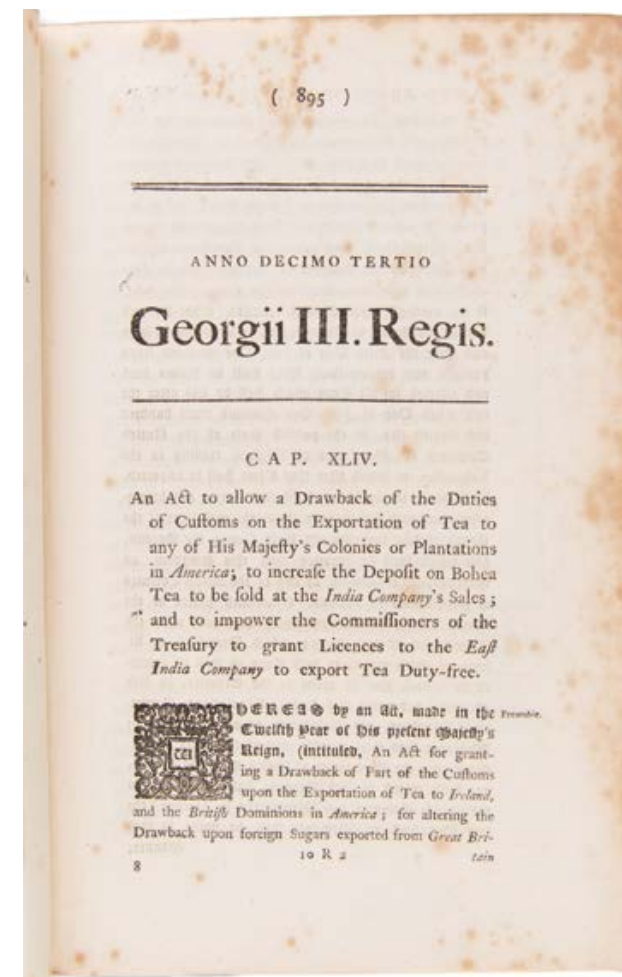 ( 895 )
ANNO DECIMO TERTIO
Georgii III. Regis.
CAP. XLIV.
An Act to allow a Drawback of the Duties
of Cuſtoms on the Exportation of Tea to
any of His Majeſty's Colonies or Plantations
in America; to increaſe the Depoſit on Bohea
Tea to be ſold at the India Company's Sales;
and to impower the Commiſſioners of the
Treaſury to grant Licences to the Eaſt
India Company to export Tea Duty-free.
WHEREAS by an Act, made in the Preamble.
Twelfth Year of His preſent Majeſty's
Reign, (intituled, An Act for grant-
ing a Drawback of Part of the Cuſtoms
upon the Exportation of Tea to Ireland,
and the Britiſh Dominions in America; for altering the
Drawback upon foreign Sugars exported from Great Bri-
10 R 2 tain
8